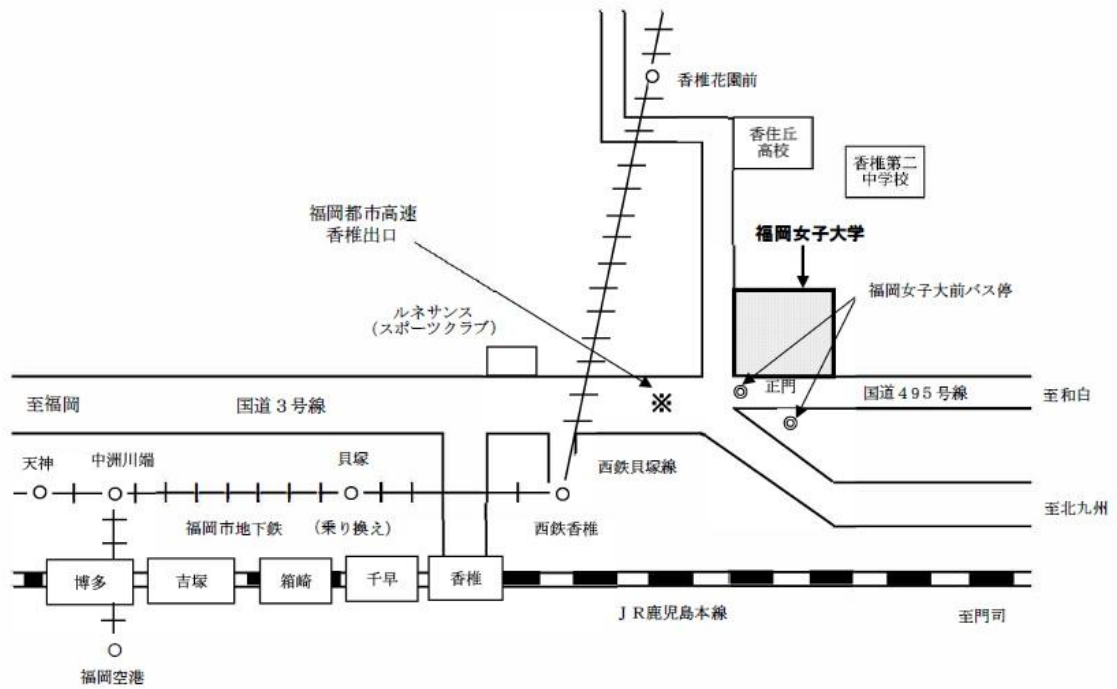 香椎花園前
香住丘
高校
香椎第二
中学校
福岡都市高速
香椎出口
福岡女子大学
福岡女子大前バス停
ルネサンス
(スポーツクラブ)
正門
至福岡
国道3号線
※
国道495号線
至和白
天神
中洲川端
貝塚
西鉄貝塚線
福岡市地下鉄
(乗り換え)
西鉄香椎
至北九州
博多
吉塚
箱崎
千早
香椎
JR鹿児島本線
至門司
福岡空港